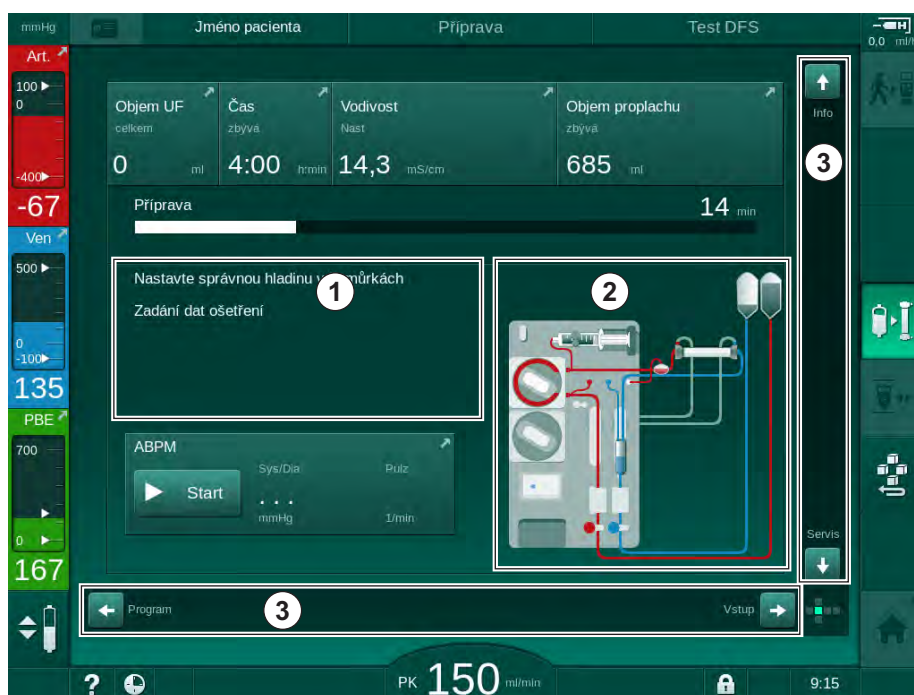 mmHg
Jméno pacienta
Příprava
Test DFS
0,0 ml/
Art.
100
0
-400
-67
Ven
500
0
-100
135
PBE
700
0
167
Objem UF
celkem
0 ml
Čas
zbývá
4:00 hr:min
Vodivost
Nast
14,3 mS/cm
Objem proplachu
zbývá
685 ml
Příprava
14 min
Nastavte správnou hladinu
Zadání dat ošetření
1
2
ABPM
Start
Sys/Dia
. . .
mmHg
Pulz
1/min
Info
3
Servis
Program
3
Vstup
?
PK 150 ml/min
9:15